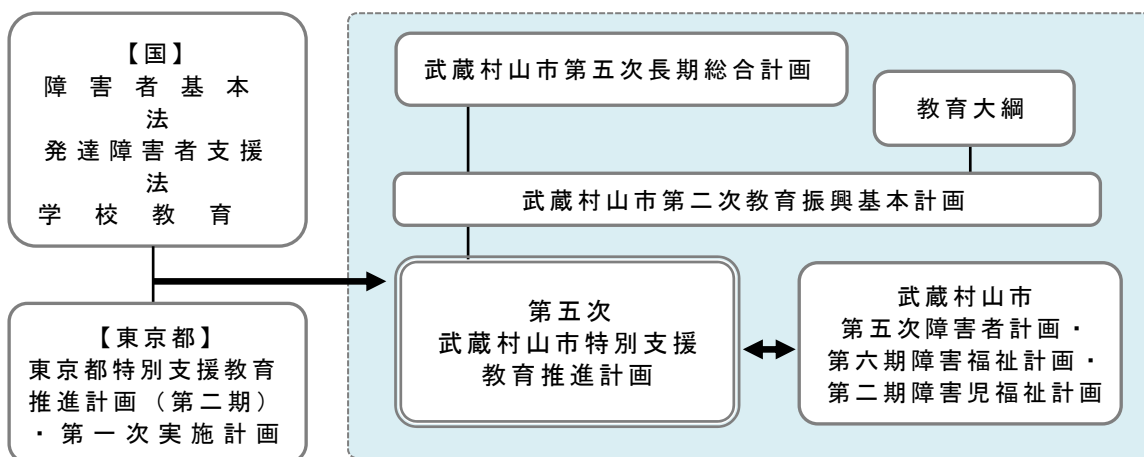 【国】
障害者基本
法
発達障害者支援
法
学校教育
【東京都】
東京都特別支援教育
推進計画（第二期）
・第一次実施計画
武蔵村山市第五次長期総合計画
教育大綱
武蔵村山市第二次教育振興基本計画
第五次
武蔵村山市特別支援
教育推進計画
武蔵村山市
第五次障害者計画・
第六期障害福祉計画・
第二期障害児福祉計画